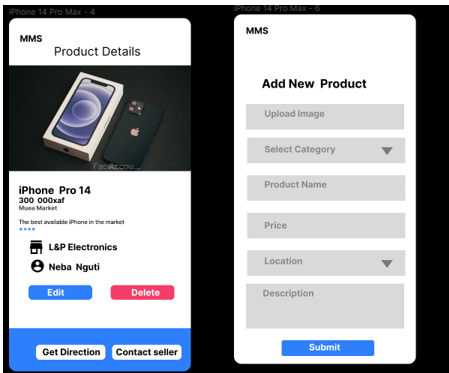 iPhone 14 Pro Max - 4
MMS
Product Details
iPhone Pro 14
300 000xaf
Muea Market
The best available iPhone in the market
****
L&P Electronics
Neba Nguti
Edit
Delete
Get Direction
Contact seller
iPhone 14 Pro Max - 6
MMS
Add New Product
Upload Image
Select Category
Product Name
Price
Location
Description
Submit